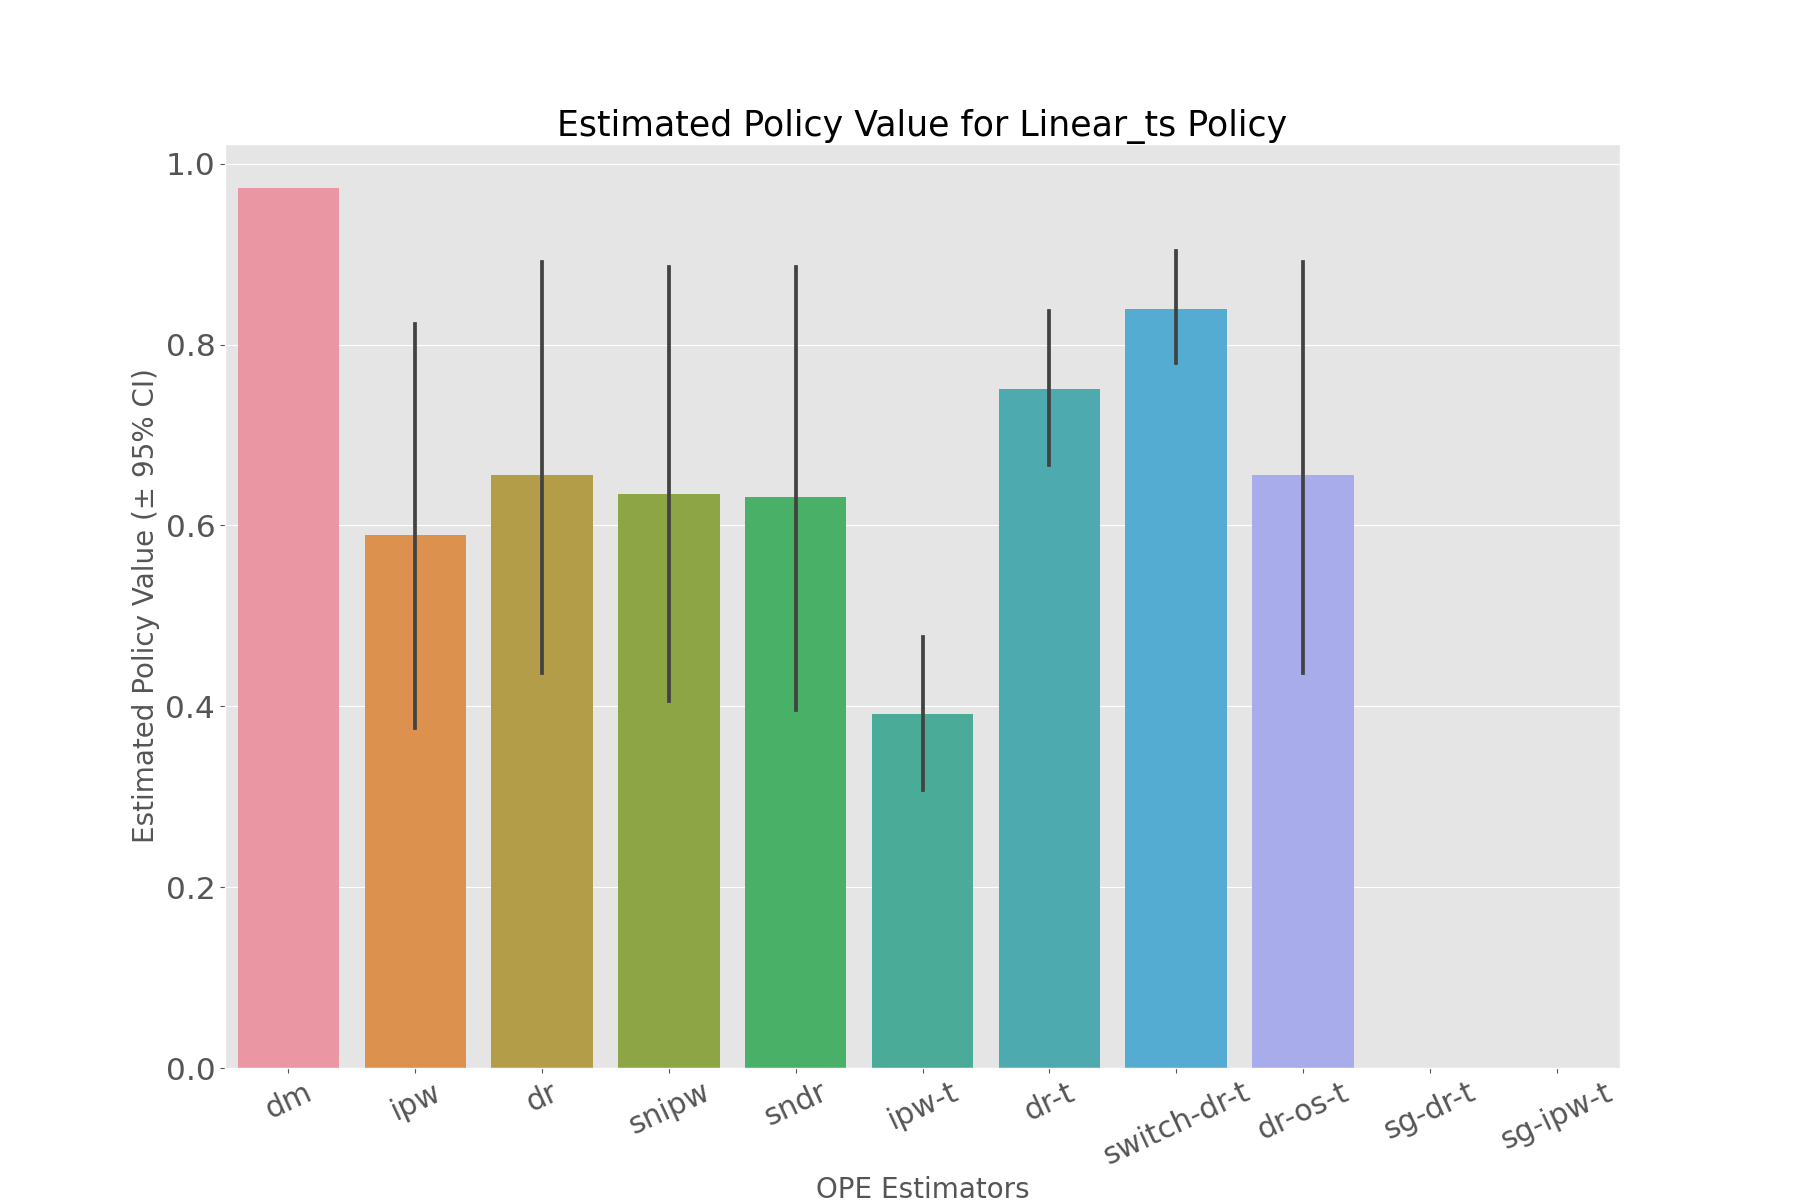 Estimated Policy Value for Linear_ts Policy
Estimated Policy Value (± 95% CI)
1.0
0.8
0.6
0.4
0.2
0.0
dm
ipw
dr
snipw
sndr
ipw-t
dr-t
switch-dr-t
dr-os-t
sg-dr-t
sg-ipw-t
OPE Estimators